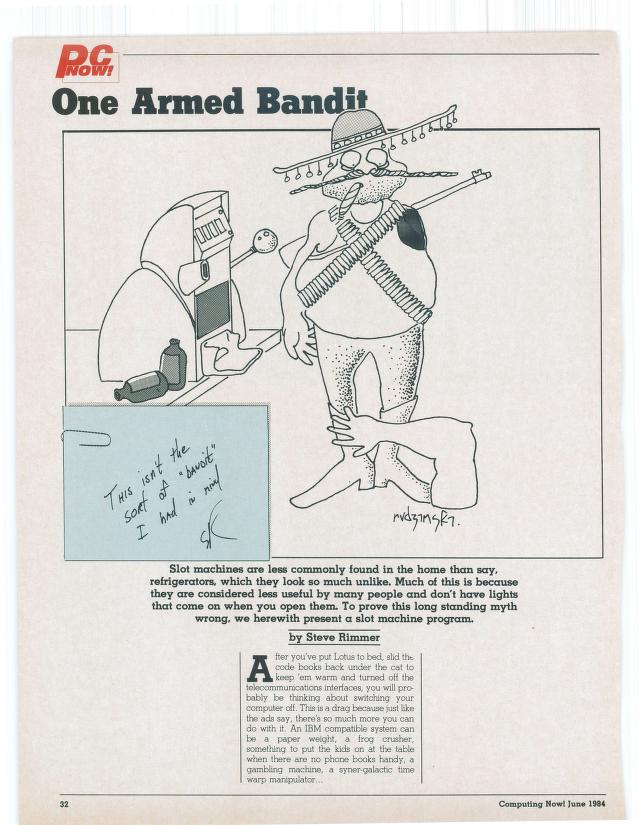 PC
NOW!
One Armed Bandit
THIS isn't the
sort of "bandit"
I had in mind
SR
rudzinski.
Slot machines are less commonly found in the home than say,
refrigerators, which they look so much unlike. Much of this is because
they are considered less useful by many people and don't have lights
that come on when you open them. To prove this long standing myth
wrong, we herewith present a slot machine program.
by Steve Rimmer
After you've put Lotus to bed, slid the
code books back under the cat to
keep 'em warm and turned off the
telecommunications interfaces, you will pro-
bably be thinking about switching your
computer off. This is a drag because just like
the ads say, there's so much more you can
do with it. An IBM compatible system can
be a paper weight, a frog crusher,
something to put the kids on at the table
when there are no phone books handy, a
gambling machine, a syner-galactic time
warp manipulator...
32
Computing Now! June 1984